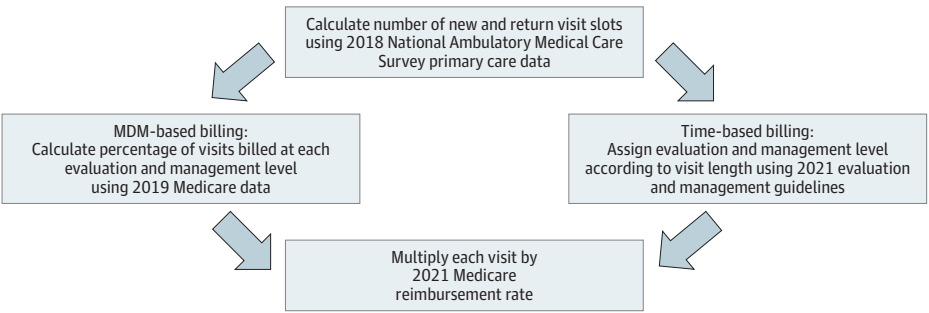 Calculate number of new and return visit slots
using 2018 National Ambulatory Medical Care
Survey primary care data
MDM-based billing:
Calculate percentage of visits billed at each
evaluation and management level
using 2019 Medicare data
Time-based billing:
Assign evaluation and management level
according to visit length using 2021 evaluation
and management guidelines
Multiply each visit by
2021 Medicare
reimbursement rate